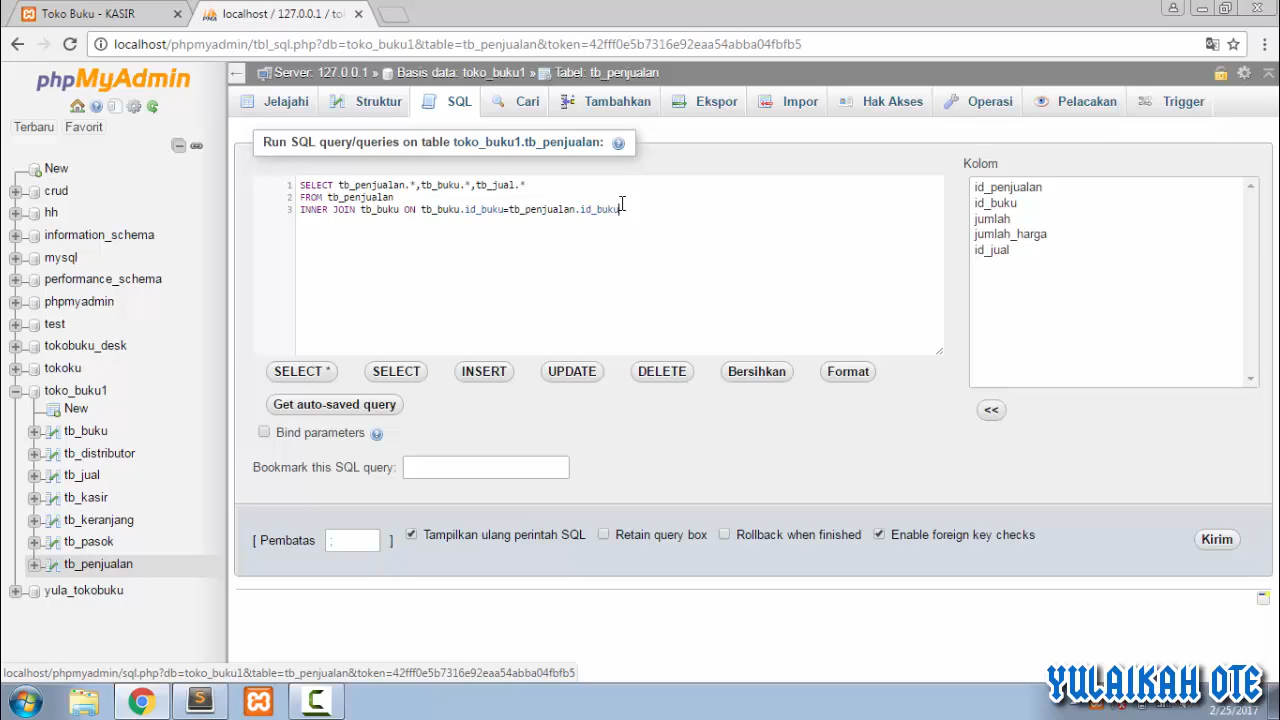 Toko Buku - KASIR
localhost / 127.0.0.1 / to
localhost/phpmyadmin/tbl_sql.php?db=toko_buku1&table=tb_penjualan&token=42fff0e5b7316e92eaa54abba04fbfb5
phpMyAdmin
Terbaru Favorit
New
crud
hh
information_schema
mysql
performance_schema
phpmyadmin
test
tokobuku_desk
tokoku
toko_buku1
New
tb_buku
tb_distributor
tb_jual
tb_kasir
tb_keranjang
tb_pasok
tb_penjualan
yula_tokobuku
Server: 127.0.0.1 » Basis data: toko_buku1 » Tabel: tb_penjualan
Jelajahi Struktur SQL Cari Tambahkan Ekspor Impor Hak Akses Operasi Pelacakan Trigger
Run SQL query/queries on table toko_buku1.tb_penjualan:
1 SELECT tb_penjualan.*,tb_buku.*,tb_jual.*
2 FROM tb_penjualan
3 INNER JOIN tb_buku ON tb_buku.id_buku=tb_penjualan.id_buku
Kolom
id_penjualan
id_buku
jumlah
jumlah_harga
id_jual
<<
SELECT * SELECT INSERT UPDATE DELETE Bersihkan Format
Get auto-saved query
Bind parameters
Bookmark this SQL query:
[ Pembatas ; ] Tampilkan ulang perintah SQL Retain query box Rollback when finished Enable foreign key checks Kirim
localhost/phpmyadmin/sql.php?db=toko_buku1&table=tb_penjualan&token=42fff0e5b7316e92eaa54abba04fbfb5
YULAIKAH OTE
2/25/2017